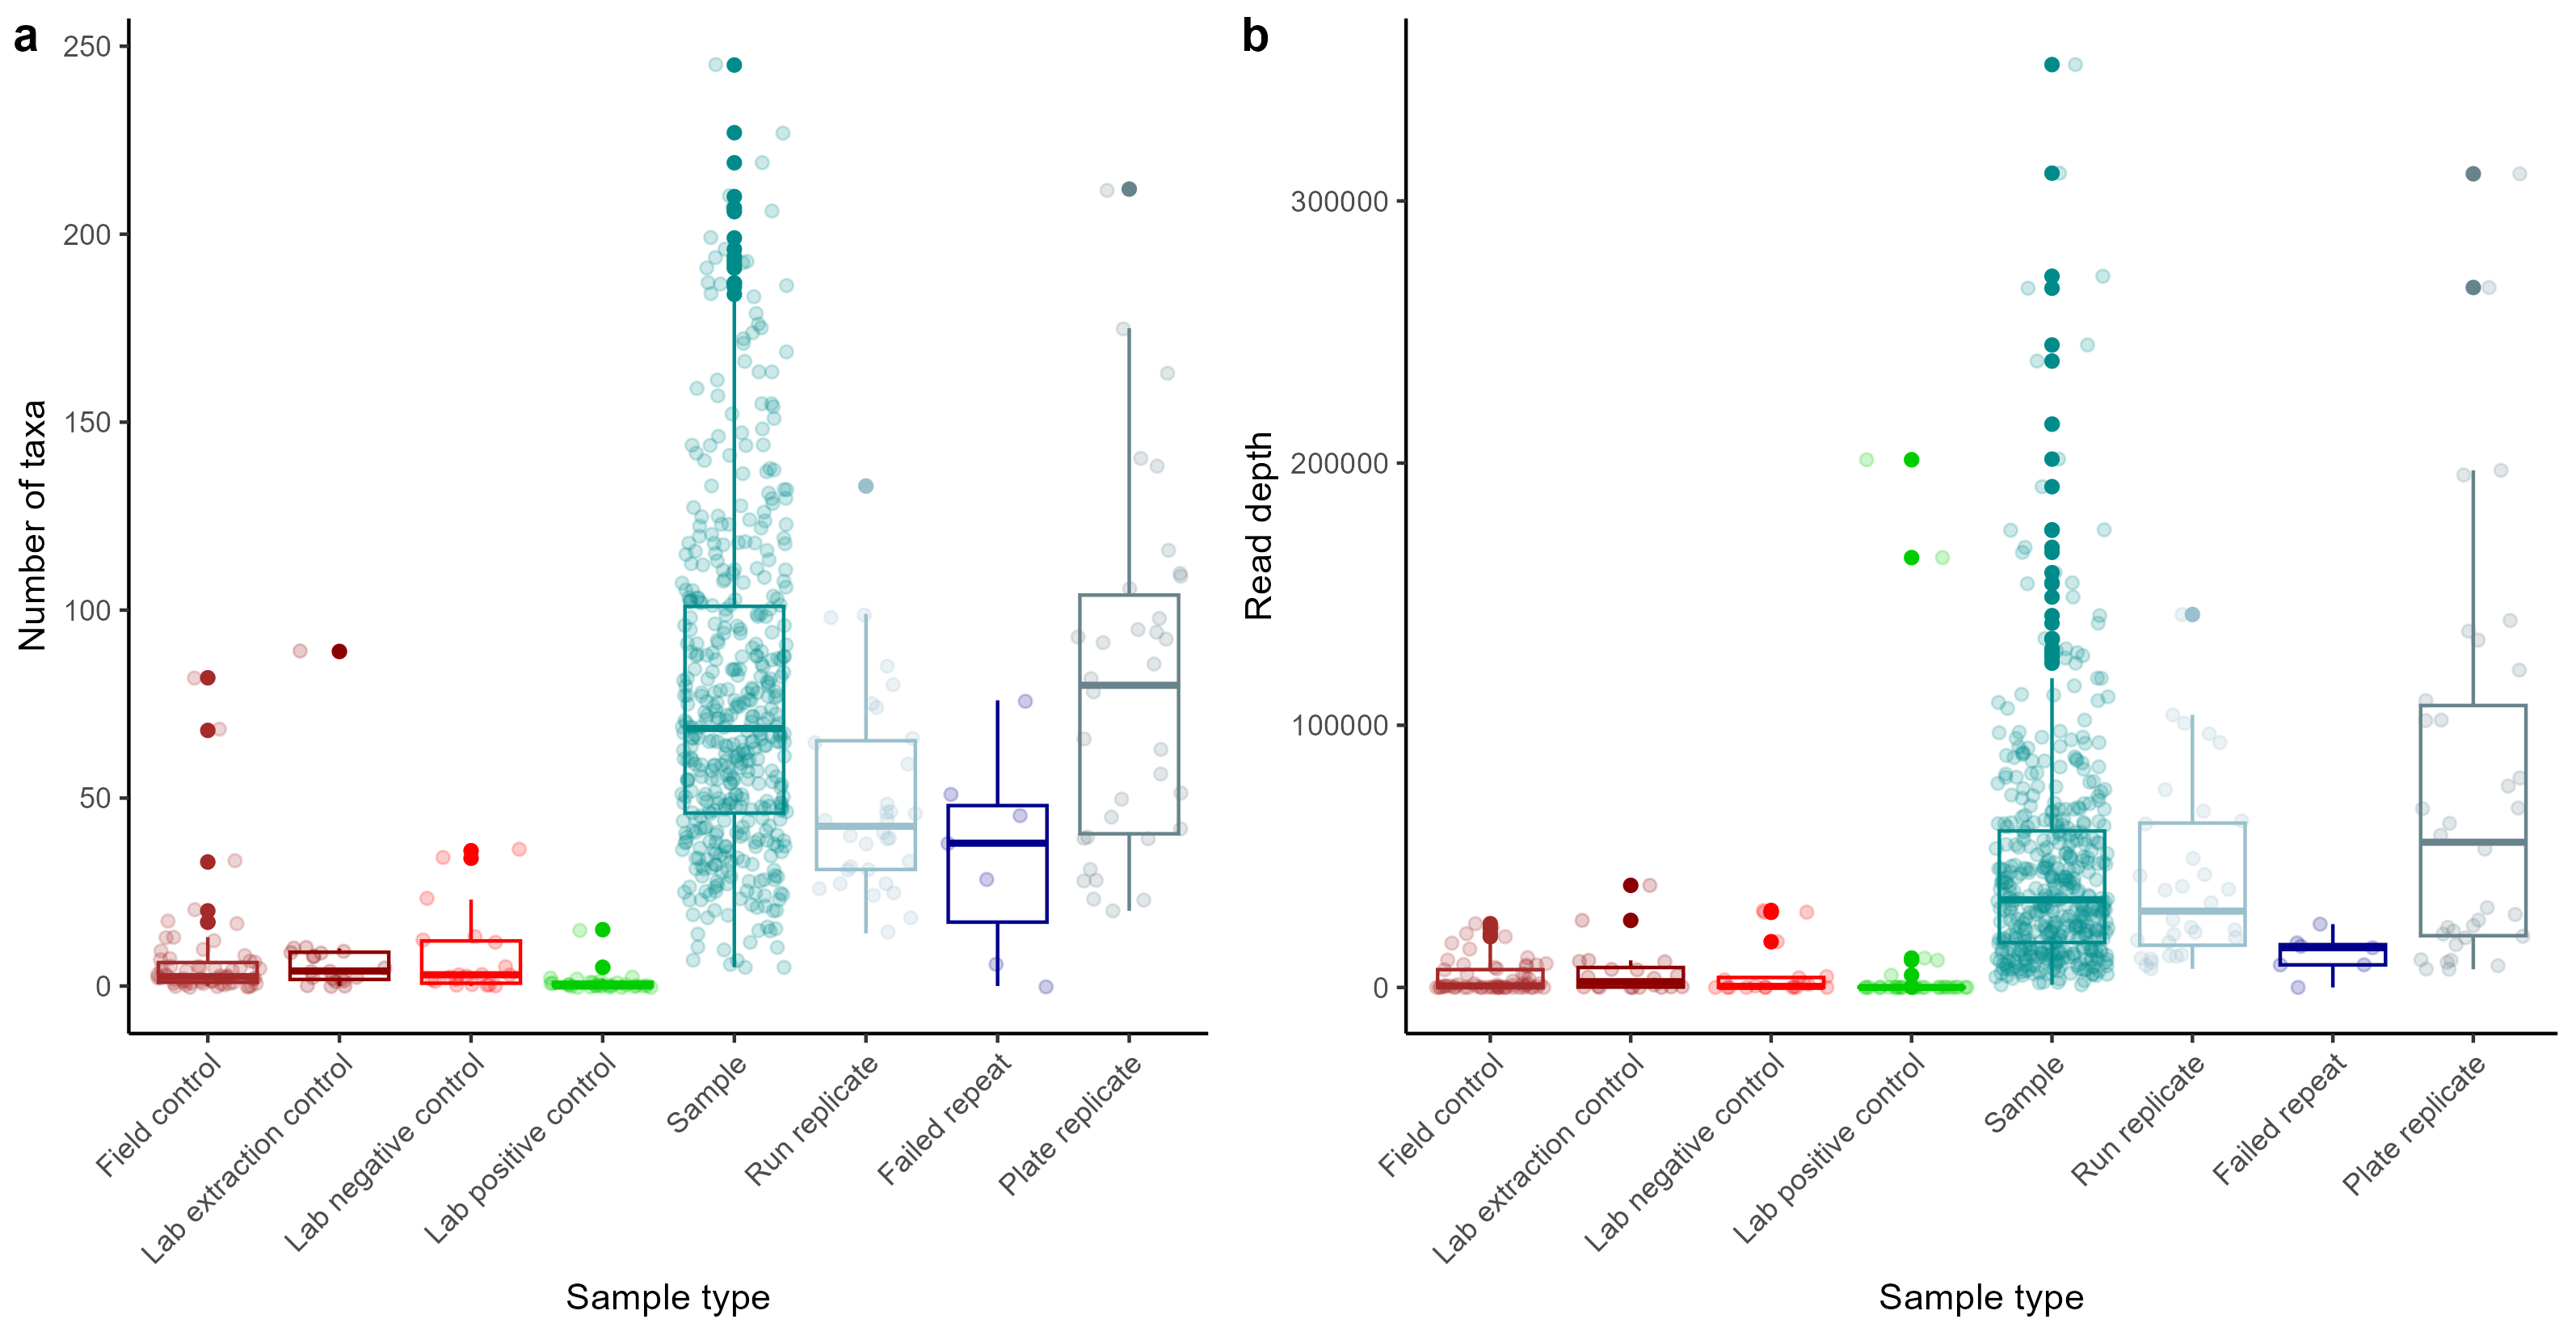 a
Number of taxa
250
200
150
100
50
0
Field control
Lab extraction control
Lab negative control
Lab positive control
Sample
Run replicate
Failed repeat
Plate replicate
Sample type
b
Read depth
300000
200000
100000
0
Field control
Lab extraction control
Lab negative control
Lab positive control
Sample
Run replicate
Failed repeat
Plate replicate
Sample type